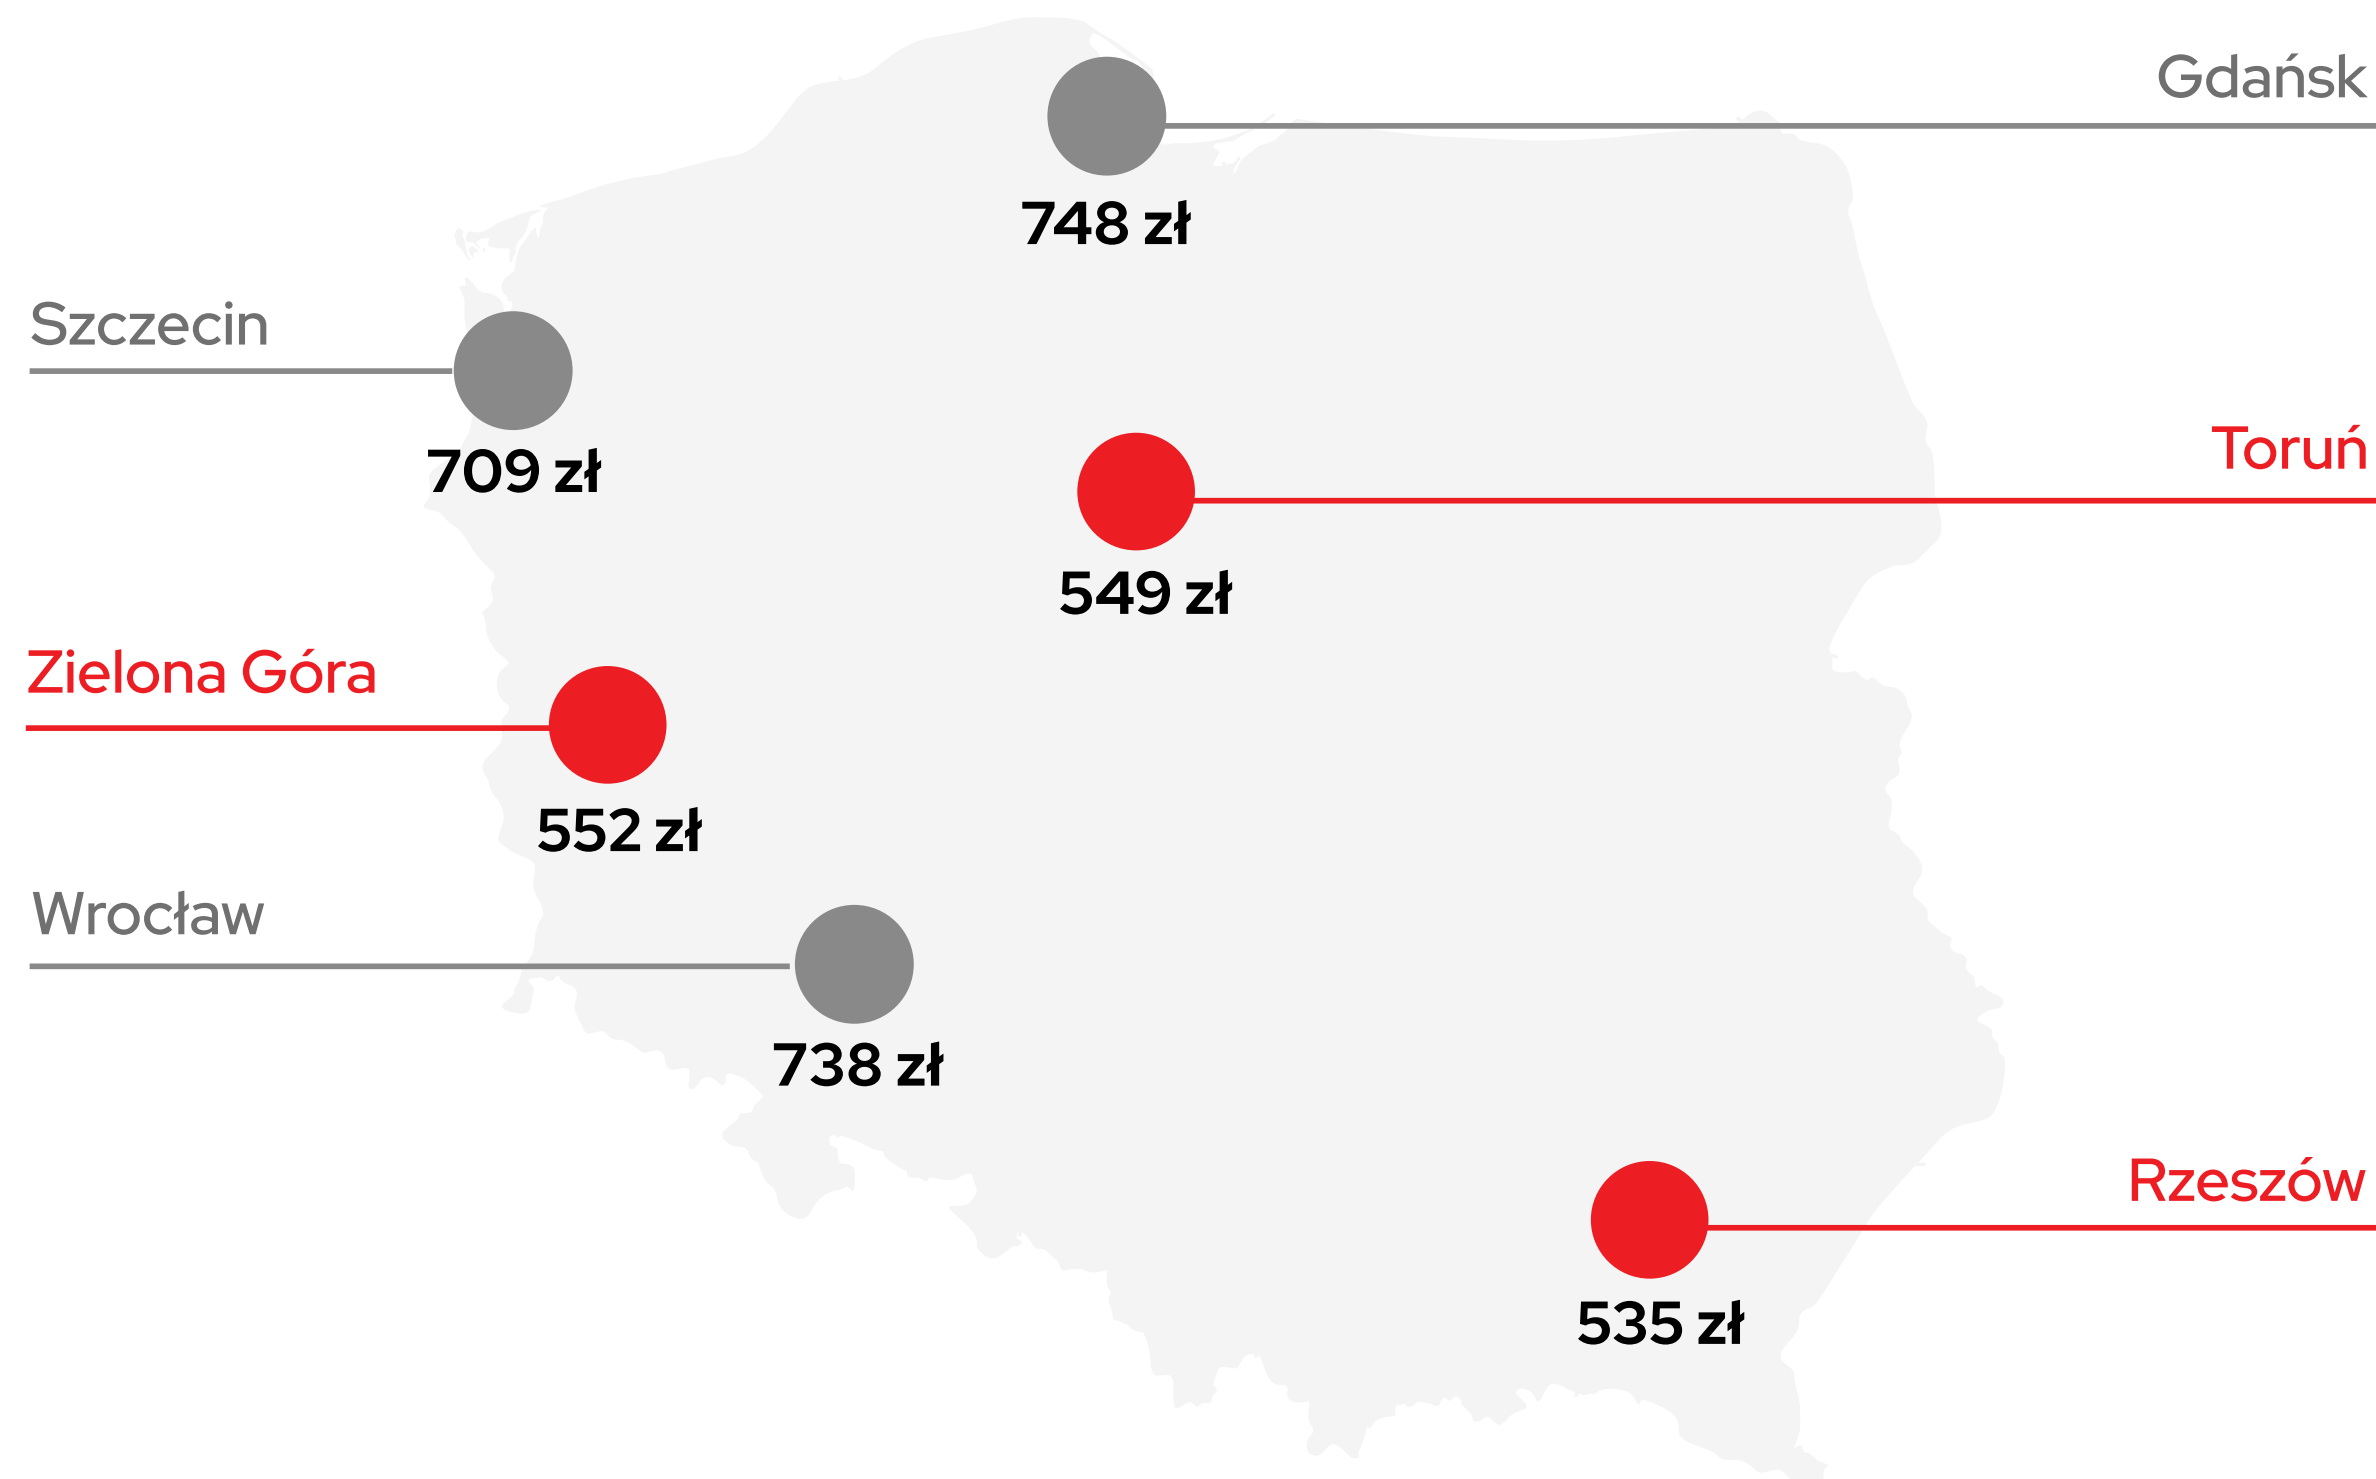 Gdańsk
748 zł
Szczecin
709 zł
Toruń
549 zł
Zielona Góra
552 zł
Wrocław
738 zł
Rzeszów
535 zł